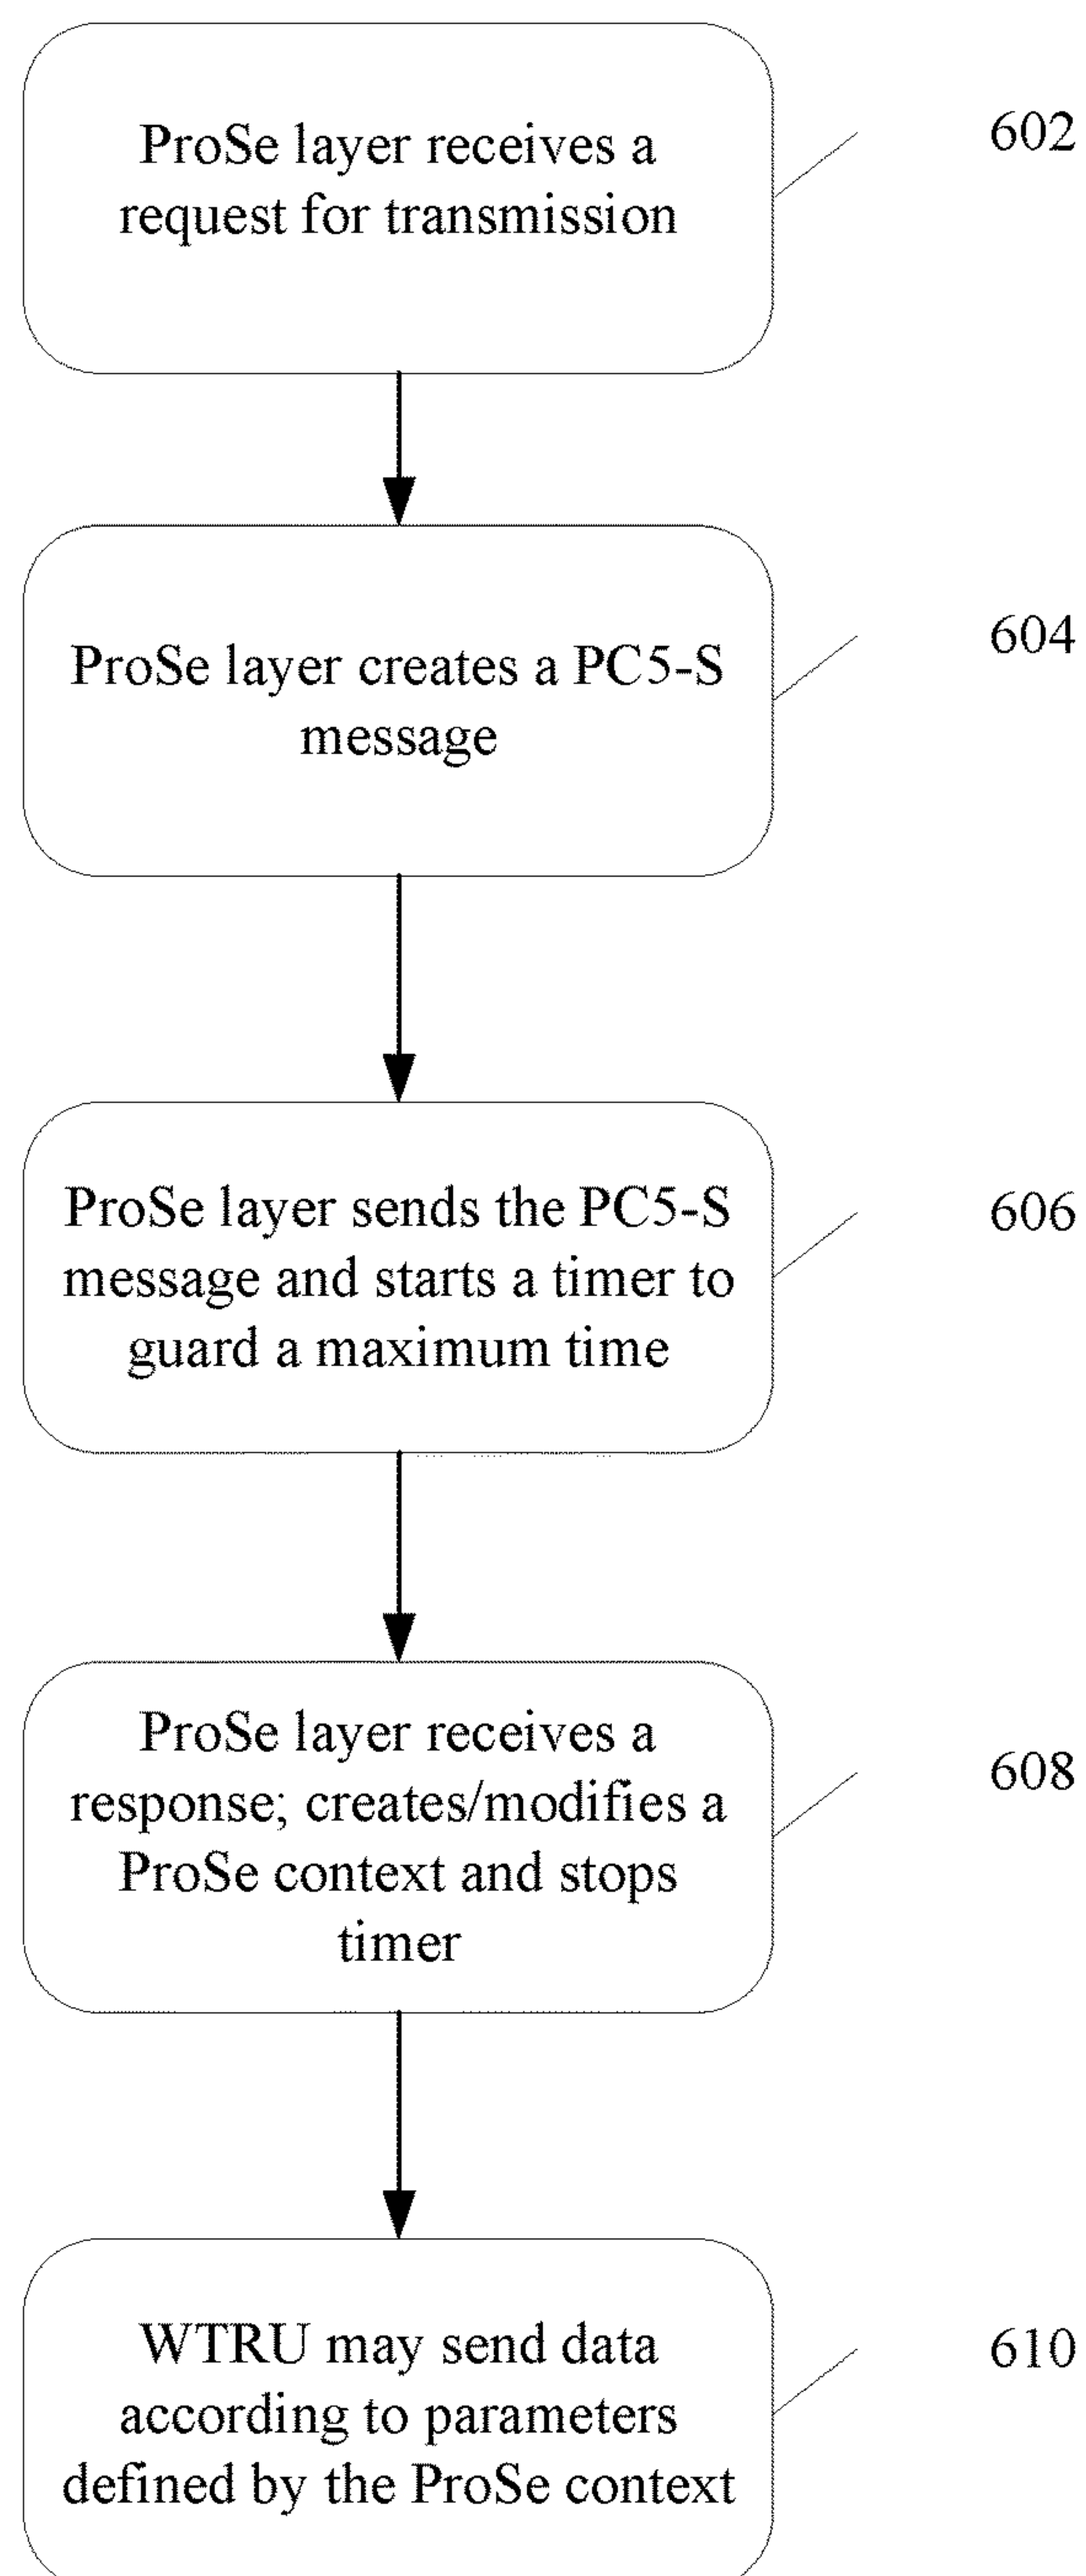 ProSe layer receives a
request for transmission
602
ProSe layer creates a PC5-S
message
604
ProSe layer sends the PC5-S
message and starts a timer to
guard a maximum time
606
ProSe layer receives a
response; creates/modifies a
ProSe context and stops
timer
608
WTRU may send data
according to parameters
defined by the ProSe context
610